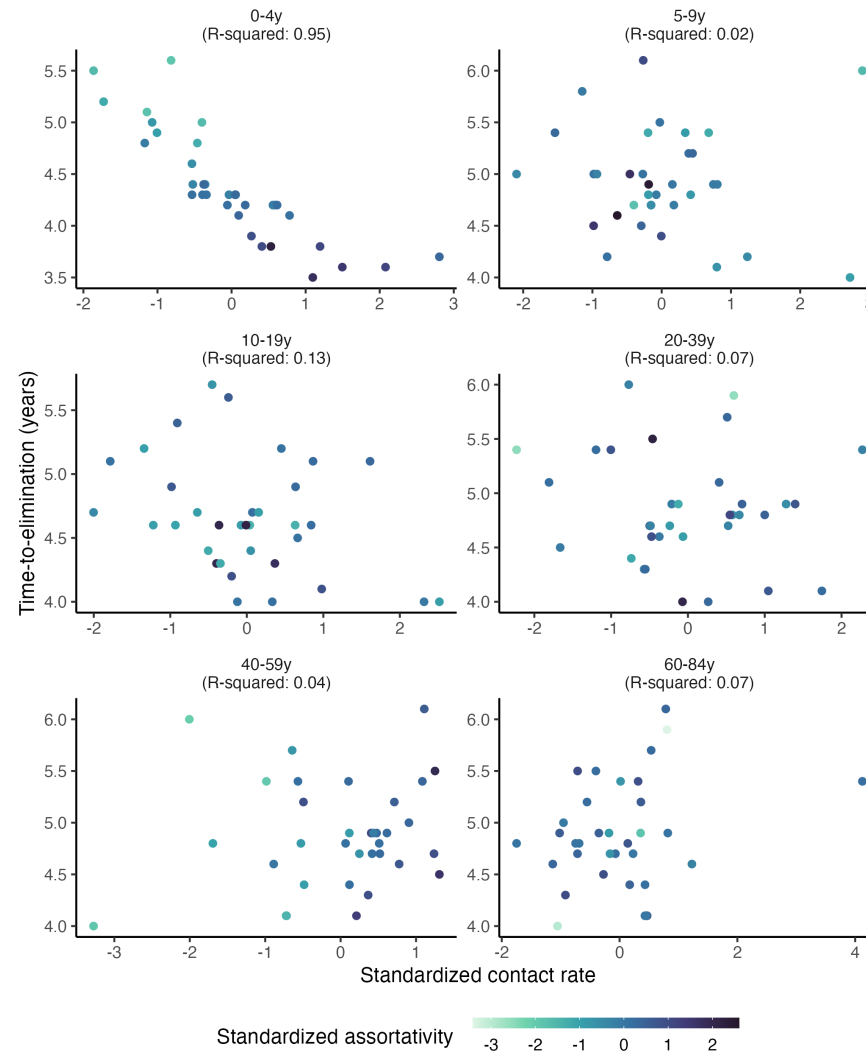 0-4y
(R-squared: 0.95)
5-9y
(R-squared: 0.02)
5.5
5.0
4.5
4.0
3.5
-2 -1 0 1 2 3
6.0
5.5
5.0
4.5
4.0
-2 -1 0 1 2
10-19y
(R-squared: 0.13)
20-39y
(R-squared: 0.07)
Time-to-elimination (years)
5.5
5.0
4.5
4.0
-2 -1 0 1 2
6.0
5.5
5.0
4.5
4.0
-2 -1 0 1 2
40-59y
(R-squared: 0.04)
60-84y
(R-squared: 0.07)
6.0
5.5
5.0
4.5
4.0
-3 -2 -1 0 1
6.0
5.5
5.0
4.5
4.0
-2 0 2 4
Standardized contact rate
Standardized assortativity
-3 -2 -1 0 1 2